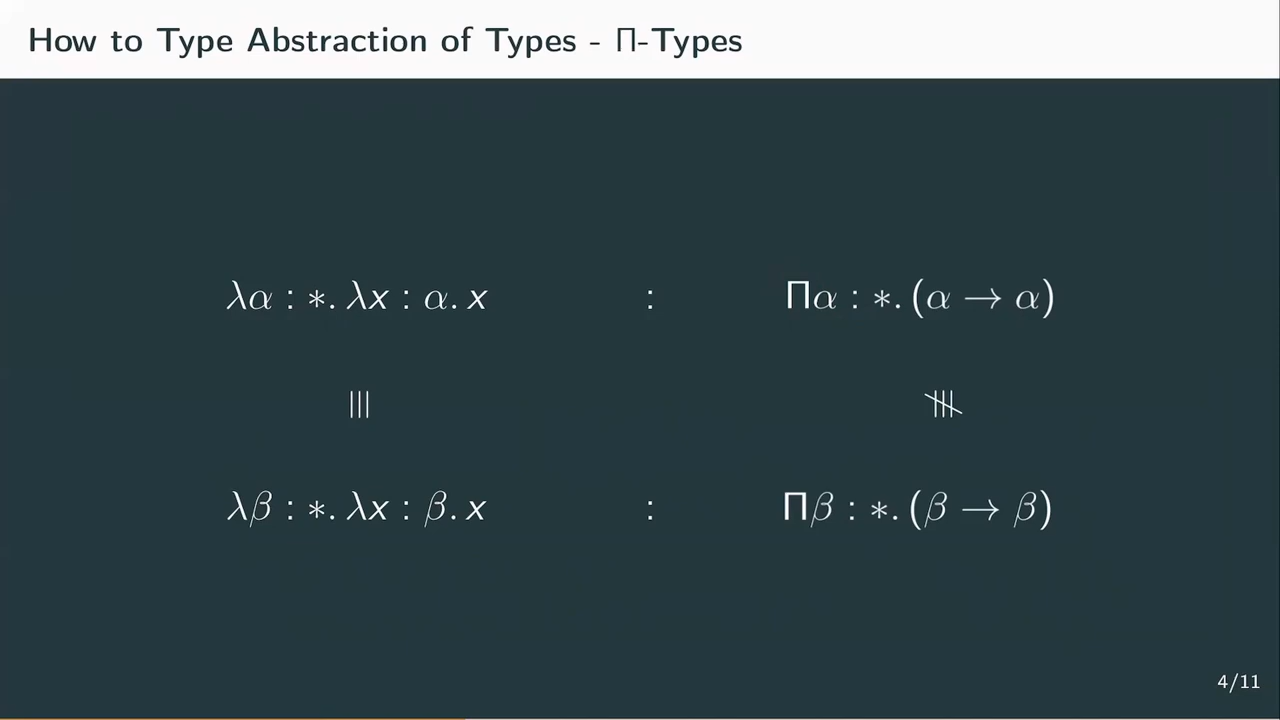 How to Type Abstraction of Types - Π-Types
λα : ∗. λx : α. x : Πα : ∗. (α → α)
≡ ≢
λβ : ∗. λx : β. x : Πβ : ∗. (β → β)
4/11